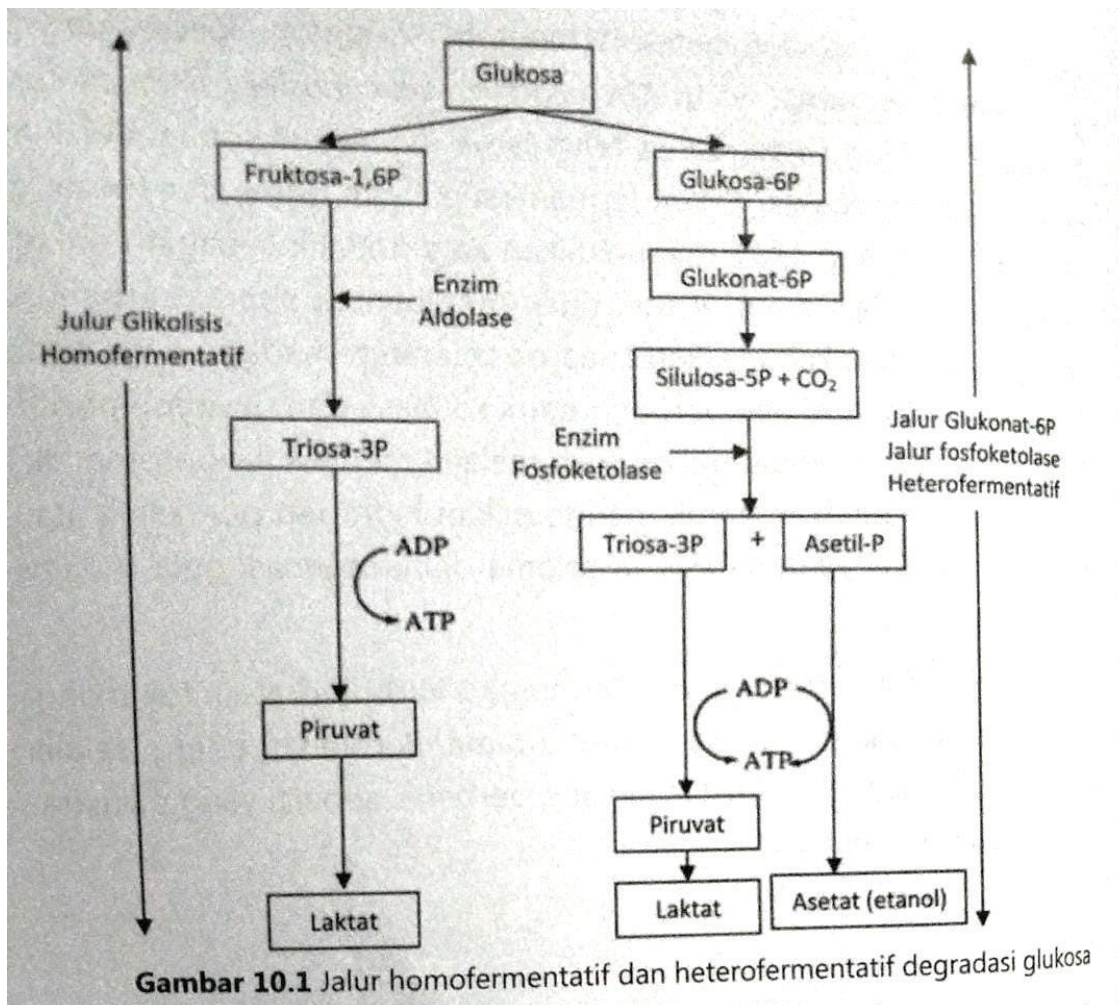 Glukosa
Fruktosa-1,6P
Glukosa-6P
Glukonat-6P
Enzim
Aldolase
Julur Glikolisis
Homofermentatif
Silulosa-5P + CO₂
Jalur Glukonat-6P
Jalur fosfoketolase
Heterofermentatif
Triosa-3P
Enzim
Fosfoketolase
Triosa-3P + Asetil-P
ADP
ATP
ADP
ATP
Piruvat
Piruvat
Laktat
Laktat
Asetat (etanol)
Gambar 10.1 Jalur homofermentatif dan heterofermentatif degradasi glukosa